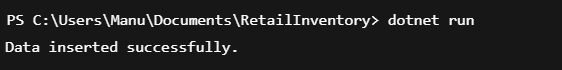 PS C:\Users\Manu\Documents\RetailInventory> dotnet run
Data inserted successfully.